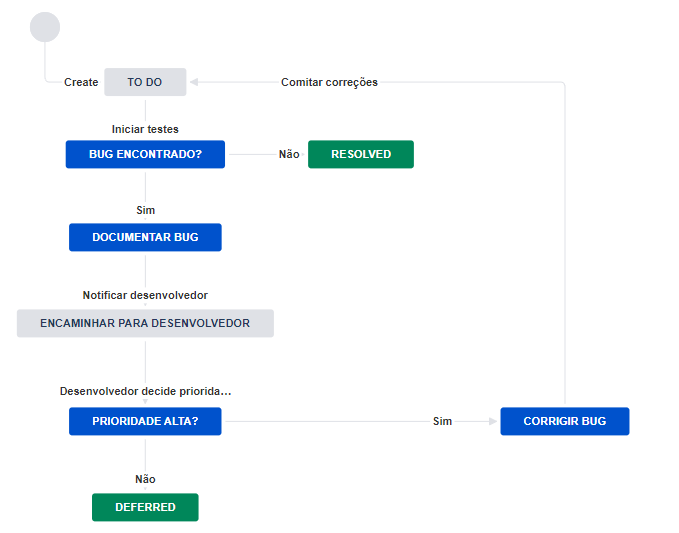 Create
TO DO
Comitar correções
Iniciar testes
BUG ENCONTRADO?
Não
RESOLVED
Sim
DOCUMENTAR BUG
Notificar desenvolvedor
ENCAMINHAR PARA DESENVOLVEDOR
Desenvolvedor decide priorida...
PRIORIDADE ALTA?
Sim
CORRIGIR BUG
Não
DEFERRED